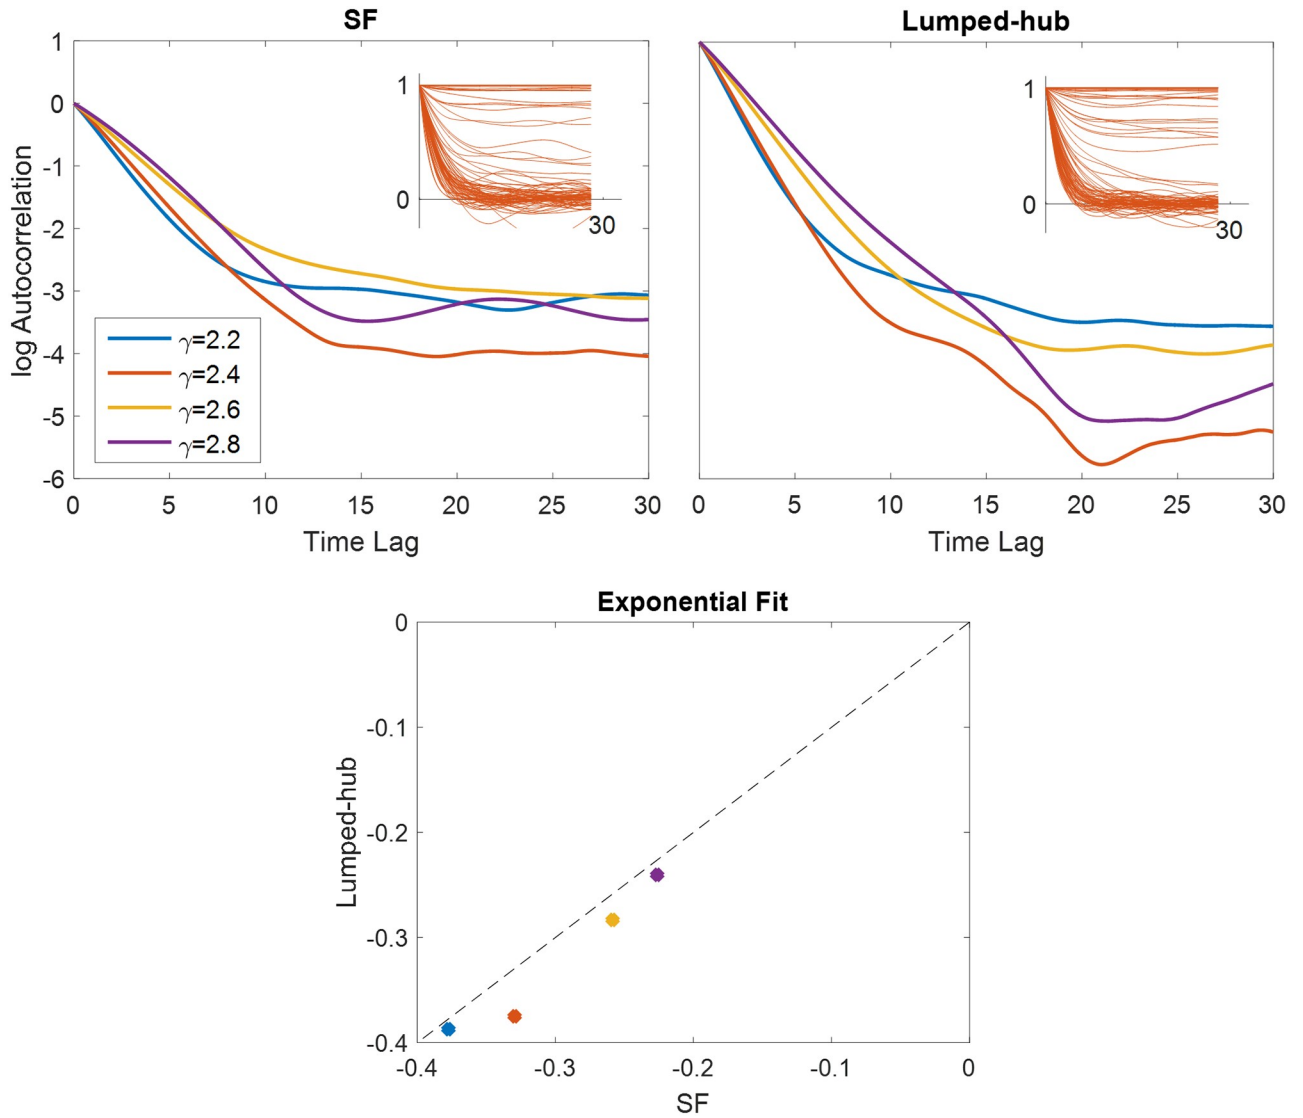 SF
1
0
-1
-2
-3
-4
-5
-6
log Autocorrelation
1
0
30
γ=2.2
γ=2.4
γ=2.6
γ=2.8
0 5 10 15 20 25 30
Time Lag
Lumped-hub
1
0
30
0 5 10 15 20 25 30
Time Lag
Exponential Fit
0
-0.1
-0.2
-0.3
-0.4
Lumped-hub
-0.4 -0.3 -0.2 -0.1 0
SF